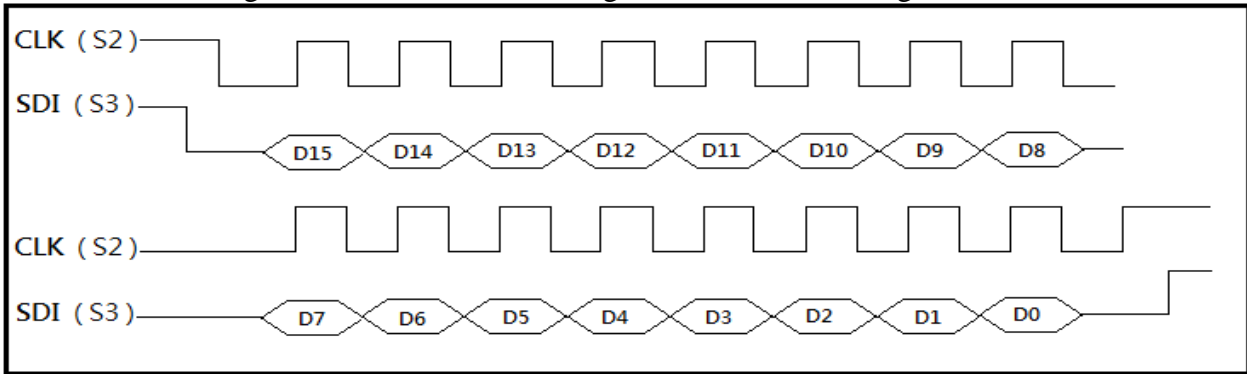 CLK（S2）
SDI（S3）
D15 D14 D13 D12 D11 D10 D9 D8
CLK（S2）
SDI（S3）
D7 D6 D5 D4 D3 D2 D1 D0